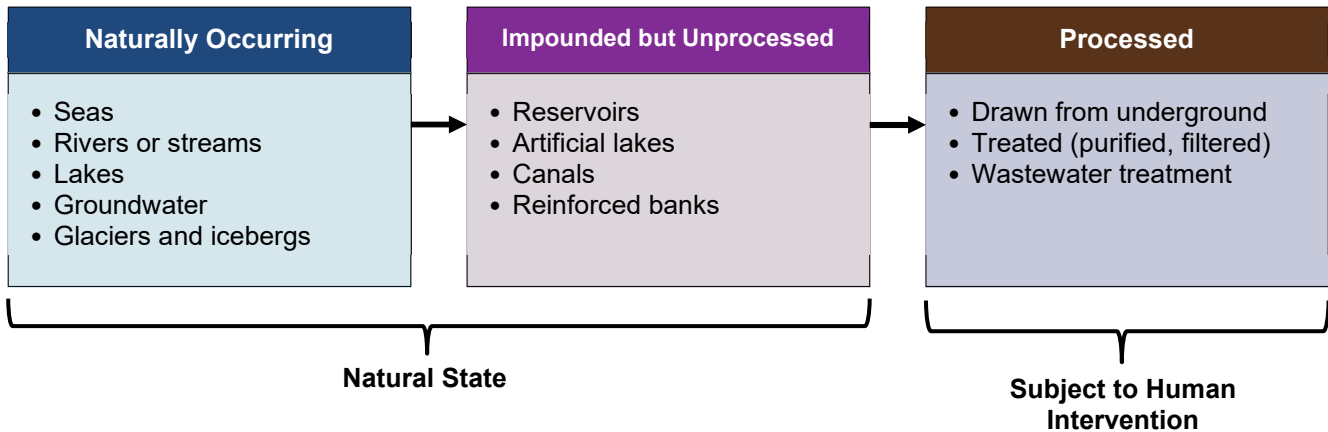 Naturally Occurring
• Seas
• Rivers or streams
• Lakes
• Groundwater
• Glaciers and icebergs
Impounded but Unprocessed
• Reservoirs
• Artificial lakes
• Canals
• Reinforced banks
Processed
• Drawn from underground
• Treated (purified, filtered)
• Wastewater treatment
Natural State
Subject to Human
Intervention